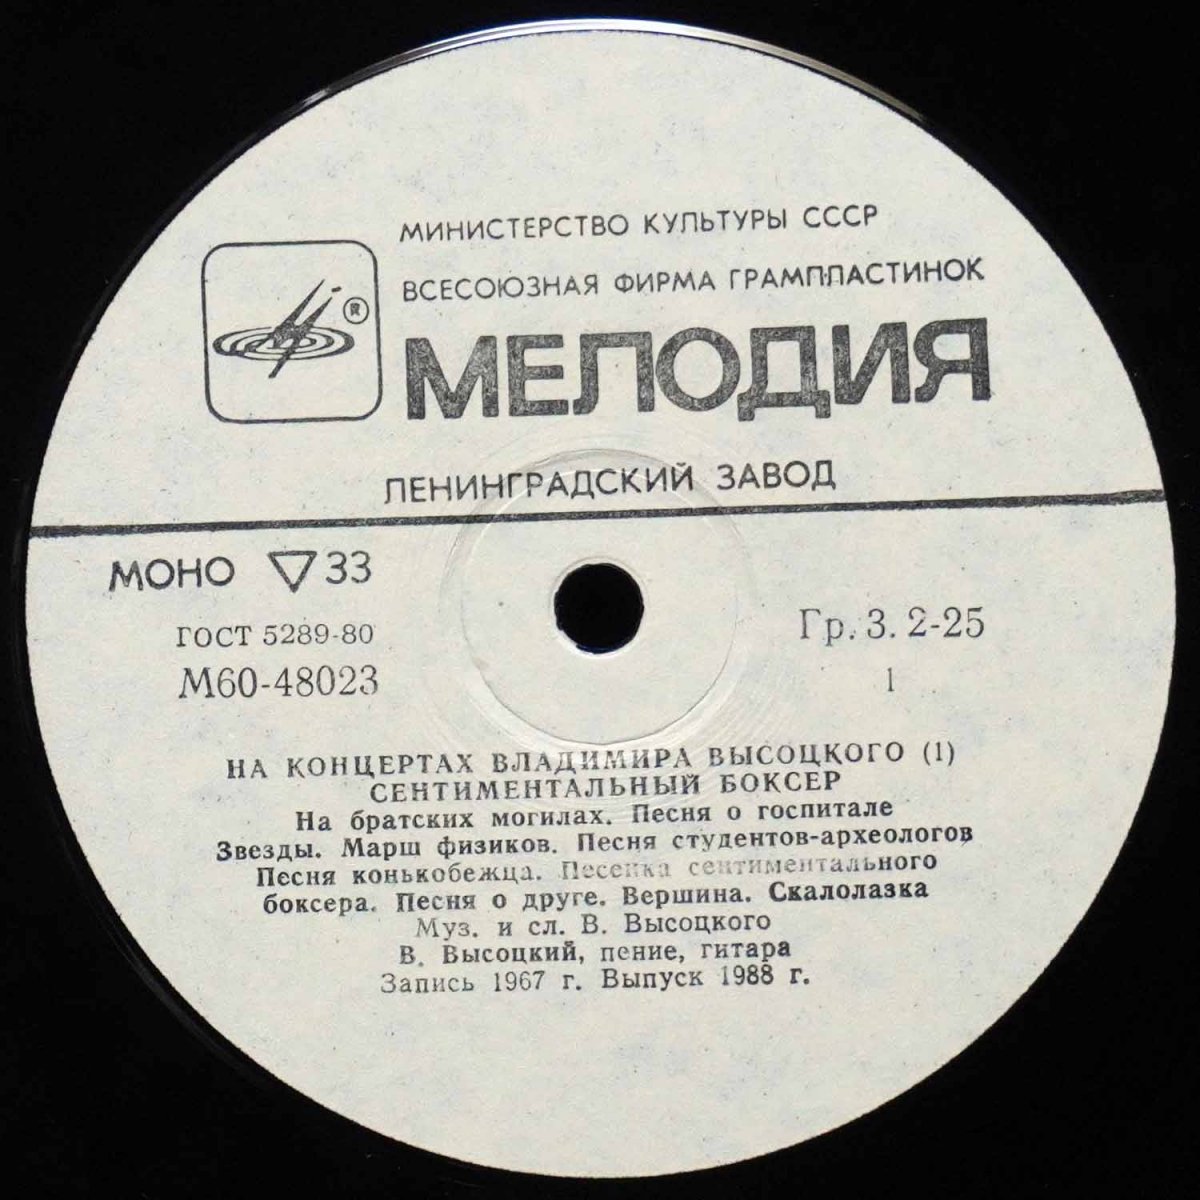 МИНИСТЕРСТВО КУЛЬТУРЫ СССР
ВСЕСОЮЗНАЯ ФИРМА ГРАМПЛАСТИНОК
®
МЕЛОДИЯ
ЛЕНИНГРАДСКИЙ ЗАВОД
МОНО ▽ 33
ГОСТ 5289-80
Гр. 3. 2-25
М60-48023
1
НА КОНЦЕРТАХ ВЛАДИМИРА ВЫСОЦКОГО (1)
СЕНТИМЕНТАЛЬНЫЙ БОКСЕР
На братских могилах. Песня о госпитале
Звезды. Марш физиков. Песня студентов-археологов
Песня конькобежца. Песенка сентиментального
боксера. Песня о друге. Вершина. Скалолазка
Муз. и сл. В. Высоцкого
В. Высоцкий, пение, гитара
Запись 1967 г. Выпуск 1988 г.